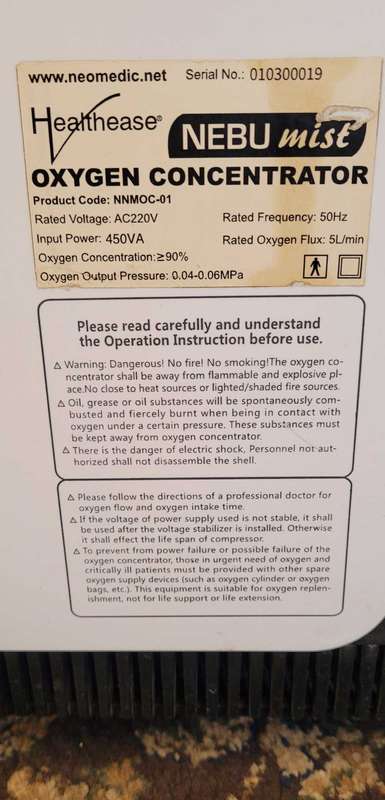 www.neomedic.net Serial No.: 010300019
Healthease®
NEBU mist
OXYGEN CONCENTRATOR
Product Code: NNMOC-01
Rated Voltage: AC220V Rated Frequency: 50Hz
Input Power: 450VA Rated Oxygen Flux: 5L/min
Oxygen Concentration:≥90%
Oxygen Output Pressure: 0.04-0.06MPa
Please read carefully and understand
the Operation Instruction before use.
⚠ Warning: Dangerous! No fire! No smoking!The oxygen co-
ncentrator shall be away from flammable and explosive pl-
ace.No close to heat sources or lighted/shaded fire sources.
⚠ Oil, grease or oil substances will be spontaneously com-
busted and fiercely burnt when being in contact with
oxygen under a certain pressure. These substances must
be kept away from oxygen concentrator.
⚠ There is the danger of electric shock, Personnel not aut-
horized shall not disassemble the shell.
⚠ Please follow the directions of a professional doctor for
oxygen flow and oxygen intake time.
⚠ If the voltage of power supply used is not stable, it shall
be used after the voltage stabilizer is installed. Otherwise
it shall effect the life span of compressor.
⚠ To prevent from power failure or possible failure of the
oxygen concentrator, those in urgent need of oxygen and
critically ill patients must be provided with other spare
oxygen supply devices (such as oxygen cylinder or oxygen
bags, etc.). This equipment is suitable for oxygen replen-
ishment, not for life support or life extension.